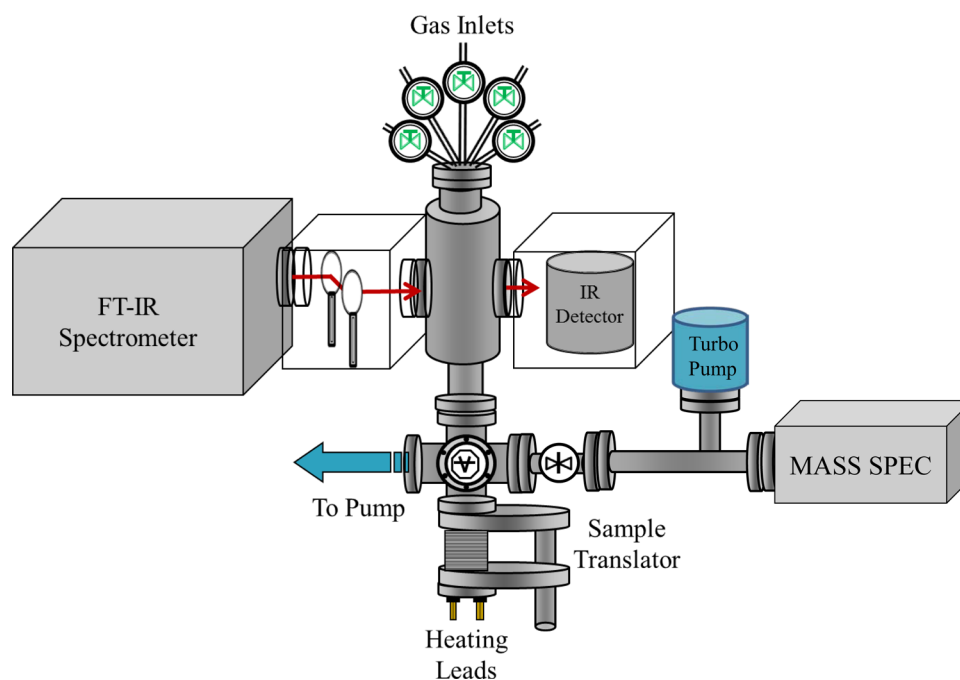 Gas Inlets
FT-IR
Spectrometer
IR
Detector
Turbo
Pump
MASS SPEC
To Pump
Sample
Translator
Heating
Leads